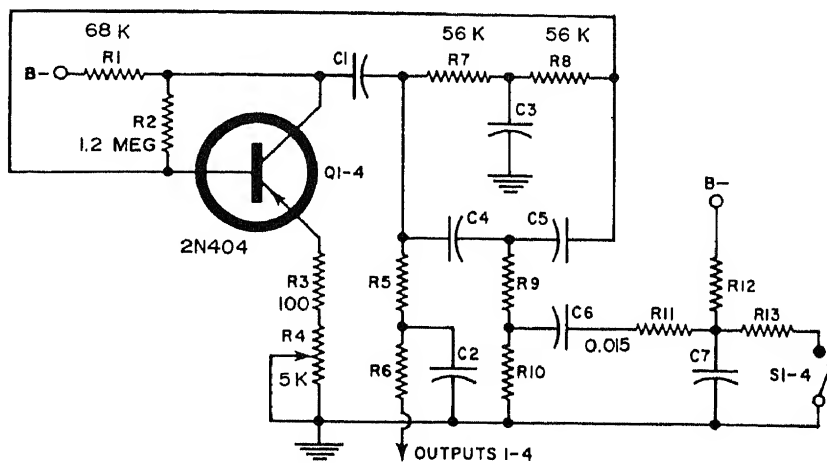 68 K
56 K
56 K
B-
R1
C1
R7
R8
R2
1.2 MEG
C3
Q1-4
2N404
B-
C4
C5
R3
100
R5
R9
R12
C6
R11
R13
0.015
R4
5 K
R6
C2
R10
C7
S1-4
OUTPUTS 1-4